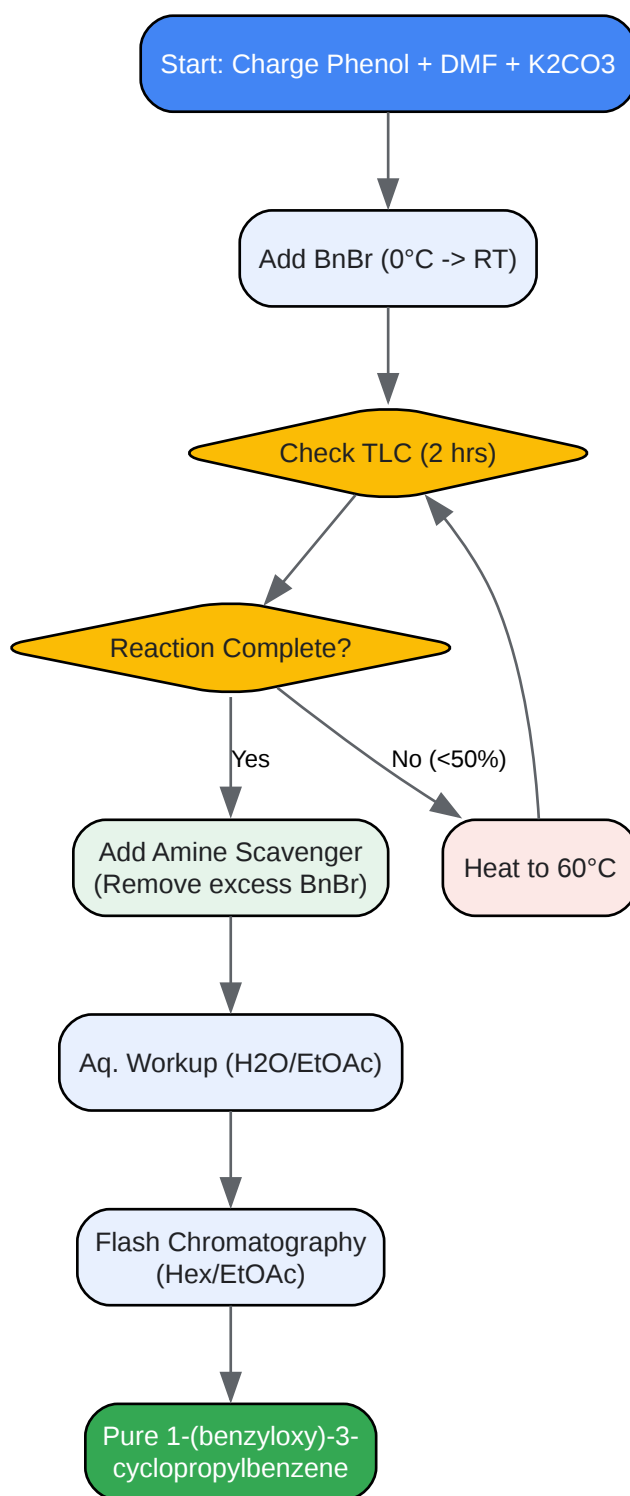 Start: Charge Phenol + DMF + K2CO3
Add BnBr (0°C -> RT)
Check TLC (2 hrs)
Reaction Complete?
Yes
No (<50%)
Add Amine Scavenger
(Remove excess BnBr)
Heat to 60°C
Aq. Workup (H2O/EtOAc)
Flash Chromatography
(Hex/EtOAc)
Pure 1-(benzyloxy)-3-
cyclopropylbenzene